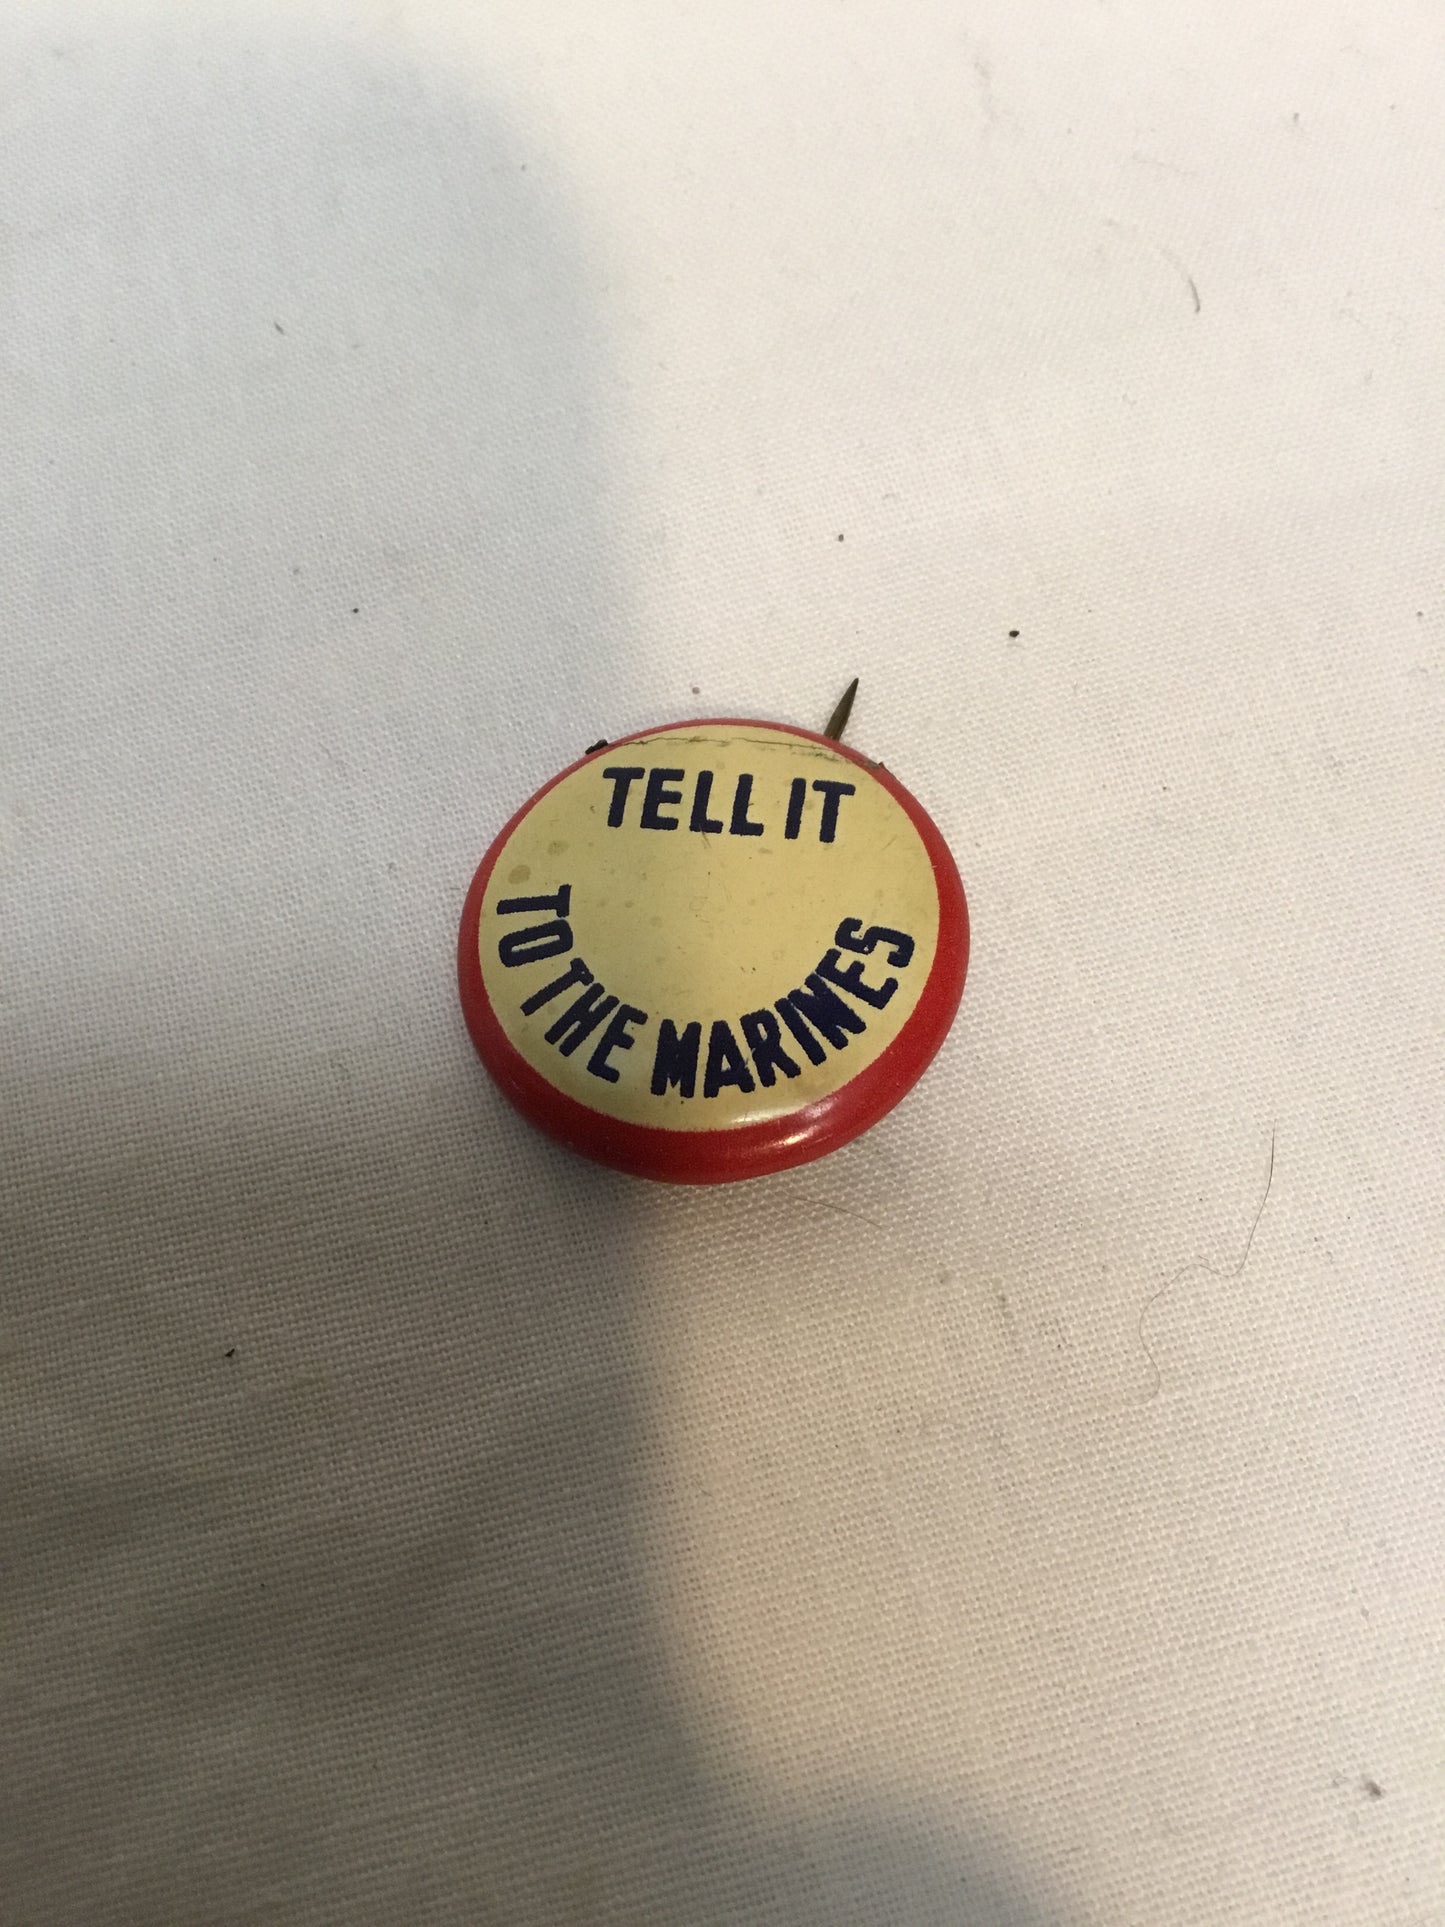 TELL IT
TO THE MARINES